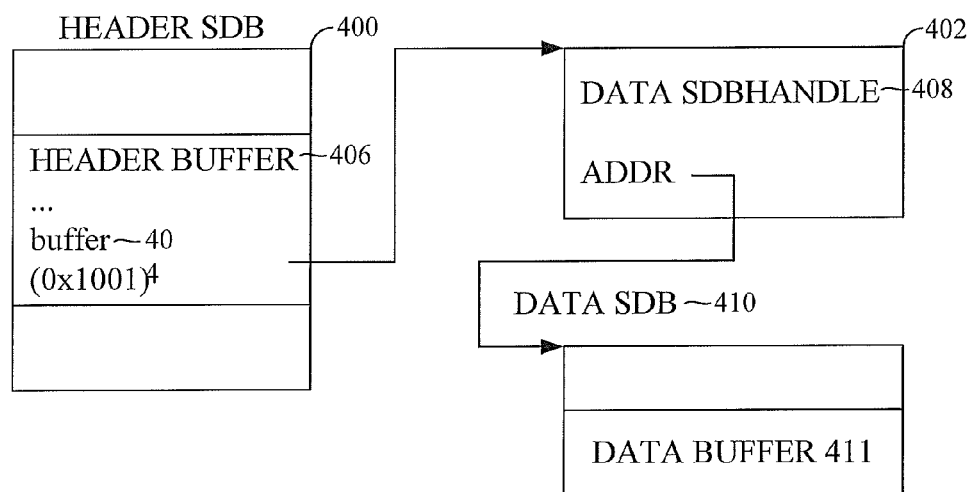 HEADER SDB
400
HEADER BUFFER 406
...
buffer 40
(0x1001) 4
402
DATA SDBHANDLE 408
ADDR
DATA SDB 410
DATA BUFFER 411